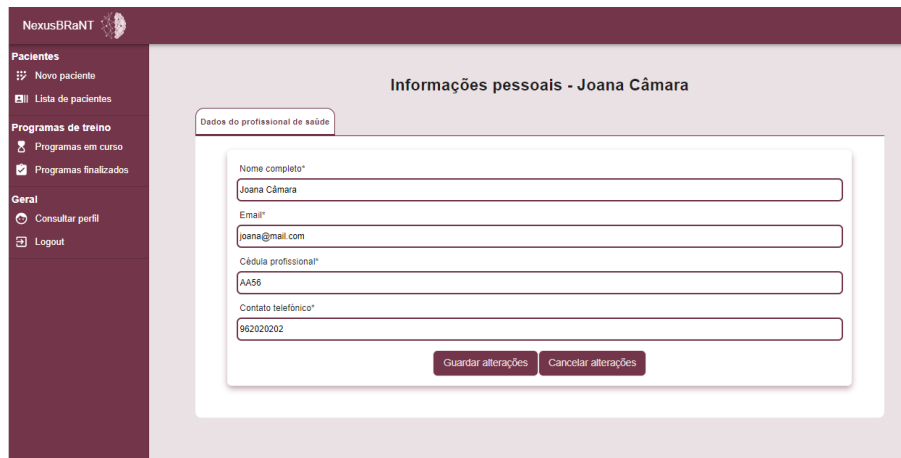 NexusBRaNT
Pacientes
Novo paciente
Lista de pacientes
Programas de treino
Programas em curso
Programas finalizados
Geral
Consultar perfil
Logout
Informações pessoais - Joana Câmara
Dados do profissional de saúde
Nome completo*
Joana Câmara
Email*
joana@mail.com
Cédula profissional*
AA56
Contato telefónico*
962020202
Guardar alterações Cancelar alterações